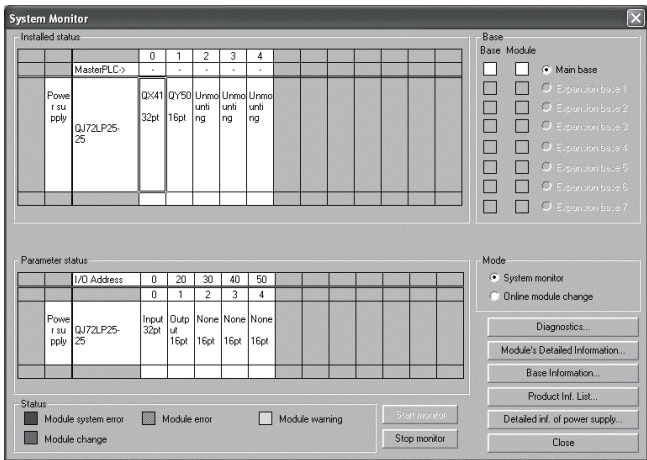 System Monitor
Installed status
0 1 2 3 4
MasterPLC-> - - - - -
Powe
r su
pply
QJ72LP25-
25
QX41
32pt
QY50
16pt
Unmo
unti
ng
Unmo
unti
ng
Unmo
unti
ng
Base
Base Module
Main base
Expansion base 1
Expansion base 2
Expansion base 3
Expansion base 4
Expansion base 5
Expansion base 6
Expansion base 7
Parameter status
I/O Address 0 20 30 40 50
0 1 2 3 4
Powe
r su
pply
QJ72LP25-
25
Input
32pt
Outp
ut
16pt
None
16pt
None
16pt
None
16pt
Mode
System monitor
Online module change
Diagnostics...
Module's Detailed Information...
Base Information...
Product Inf. List...
Detailed inf. of power supply...
Close
Status
Module system error
Module error
Module warning
Module change
Start monitor
Stop monitor